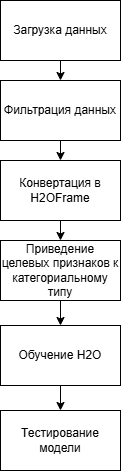 Загрузка данных
Фильтрация данных
Конвертация в
H2OFrame
Приведение
целевых признаков к
категориальному
типу
Обучение H2O
Тестирование
модели